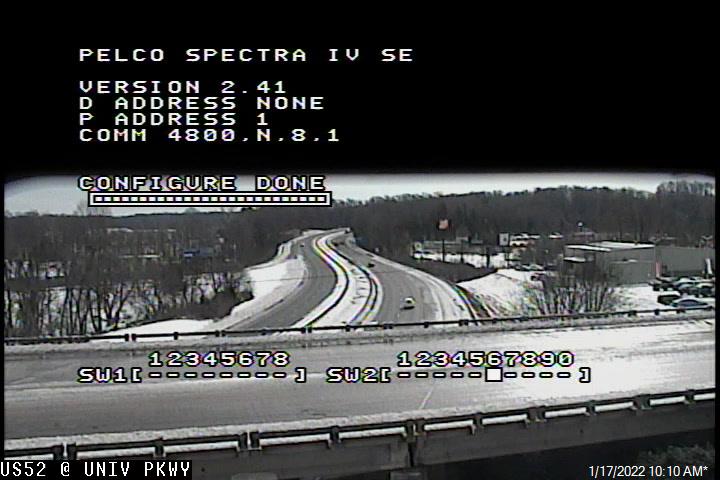 PELCO SPECTRA IV SE
VERSION 2.41
D ADDRESS NONE
P ADDRESS 1
COMM 4800,N,8,1
CONFIGURE DONE
12345678 1234567890
SW1[--------] SW2[-----■----]
US52 @ UNIV PKWY
1/17/2022 10:10 AM*